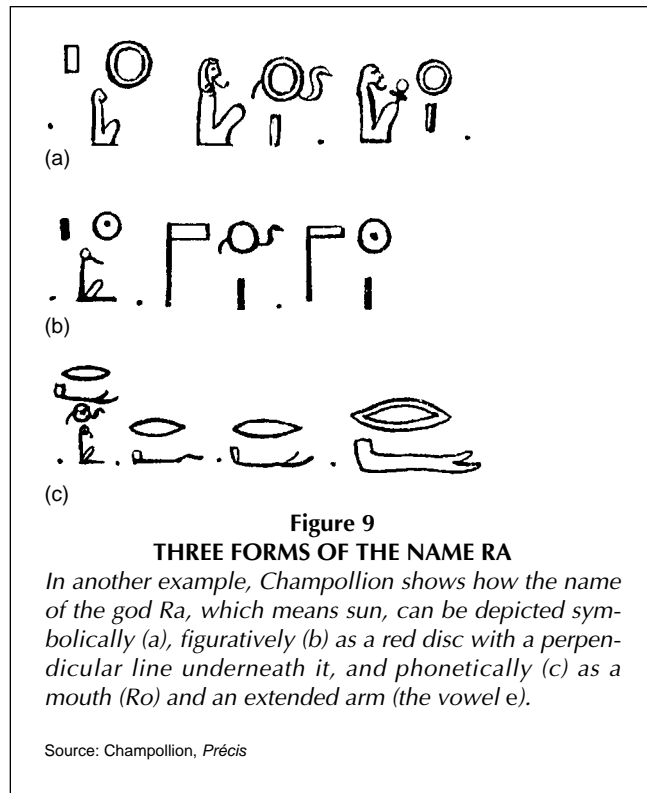 (a)
(b)
(c)
Figure 9
THREE FORMS OF THE NAME RA
In another example, Champollion shows how the name
of the god Ra, which means sun, can be depicted sym-
bolically (a), figuratively (b) as a red disc with a perpen-
dicular line underneath it, and phonetically (c) as a
mouth (Ro) and an extended arm (the vowel e).
Source: Champollion, Précis